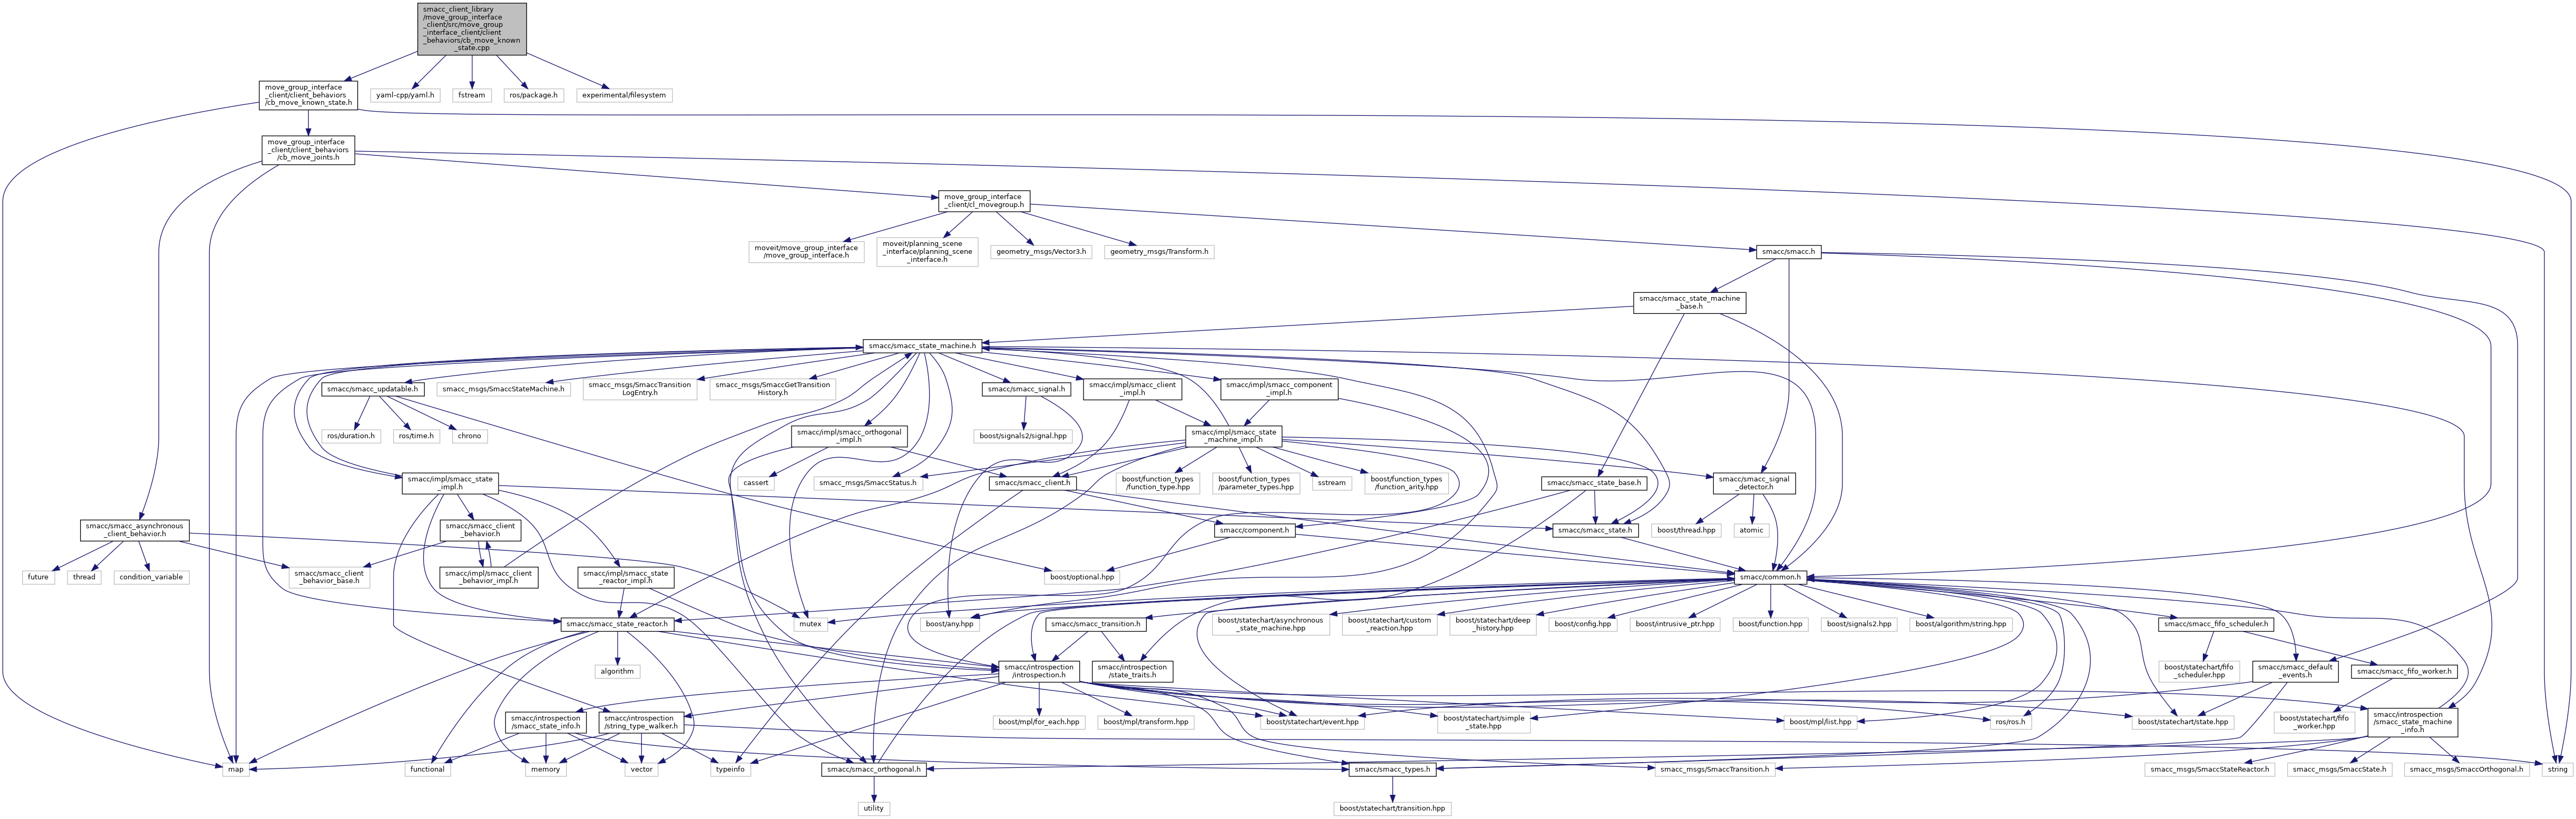 smacc_client_library
/move_group_interface
_client/src/move_group
_interface_client/client
_behaviors/cb_move_known
_state.cpp
move_group_interface
_client/client_behaviors
/cb_move_known_state.h
yaml-cpp/yaml.h
fstream
ros/package.h
experimental/filesystem
move_group_interface
_client/client_behaviors
/cb_move_joints.h
move_group_interface
_client/cl_movegroup.h
moveit/move_group_interface
/move_group_interface.h
moveit/planning_scene
_interface/planning_scene
_interface.h
geometry_msgs/Vector3.h
geometry_msgs/Transform.h
smacc/smacc.h
smacc/smacc_state_machine
_base.h
smacc/smacc_state_machine.h
smacc/smacc_updatable.h
smacc_msgs/SmaccStateMachine.h
smacc_msgs/SmaccTransition
LogEntry.h
smacc_msgs/SmaccGetTransition
History.h
smacc/smacc_signal.h
smacc/impl/smacc_client
_impl.h
smacc/impl/smacc_component
_impl.h
ros/duration.h
ros/time.h
chrono
smacc/impl/smacc_orthogonal
_impl.h
boost/signals2/signal.hpp
smacc/impl/smacc_state
_machine_impl.h
smacc/impl/smacc_state
_impl.h
cassert
smacc_msgs/SmaccStatus.h
smacc/smacc_client.h
boost/function_types
/function_type.hpp
boost/function_types
/parameter_types.hpp
sstream
boost/function_types
/function_arity.hpp
smacc/smacc_state_base.h
smacc/smacc_signal
_detector.h
smacc/smacc_asynchronous
_client_behavior.h
smacc/smacc_client
_behavior.h
smacc/component.h
smacc/smacc_state.h
boost/thread.hpp
atomic
future
thread
condition_variable
smacc/smacc_client
_behavior_base.h
smacc/impl/smacc_client
_behavior_impl.h
smacc/impl/smacc_state
_reactor_impl.h
boost/optional.hpp
smacc/common.h
smacc/smacc_state_reactor.h
mutex
boost/any.hpp
smacc/smacc_transition.h
boost/statechart/asynchronous
_state_machine.hpp
boost/statechart/custom
_reaction.hpp
boost/statechart/deep
_history.hpp
boost/config.hpp
boost/intrusive_ptr.hpp
boost/function.hpp
boost/signals2.hpp
boost/algorithm/string.hpp
smacc/smacc_fifo_scheduler.h
algorithm
smacc/introspection
/introspection.h
smacc/introspection
/state_traits.h
boost/statechart/fifo
_scheduler.hpp
smacc/smacc_default
_events.h
smacc/smacc_fifo_worker.h
smacc/introspection
/smacc_state_info.h
smacc/introspection
/string_type_walker.h
boost/mpl/for_each.hpp
boost/mpl/transform.hpp
boost/statechart/event.hpp
boost/statechart/simple
_state.hpp
boost/mpl/list.hpp
ros/ros.h
boost/statechart/state.hpp
boost/statechart/fifo
_worker.hpp
smacc/introspection
/smacc_state_machine
_info.h
map
functional
memory
vector
typeinfo
smacc/smacc_orthogonal.h
smacc/smacc_types.h
smacc_msgs/SmaccTransition.h
smacc_msgs/SmaccStateReactor.h
smacc_msgs/SmaccState.h
smacc_msgs/SmaccOrthogonal.h
string
utility
boost/statechart/transition.hpp